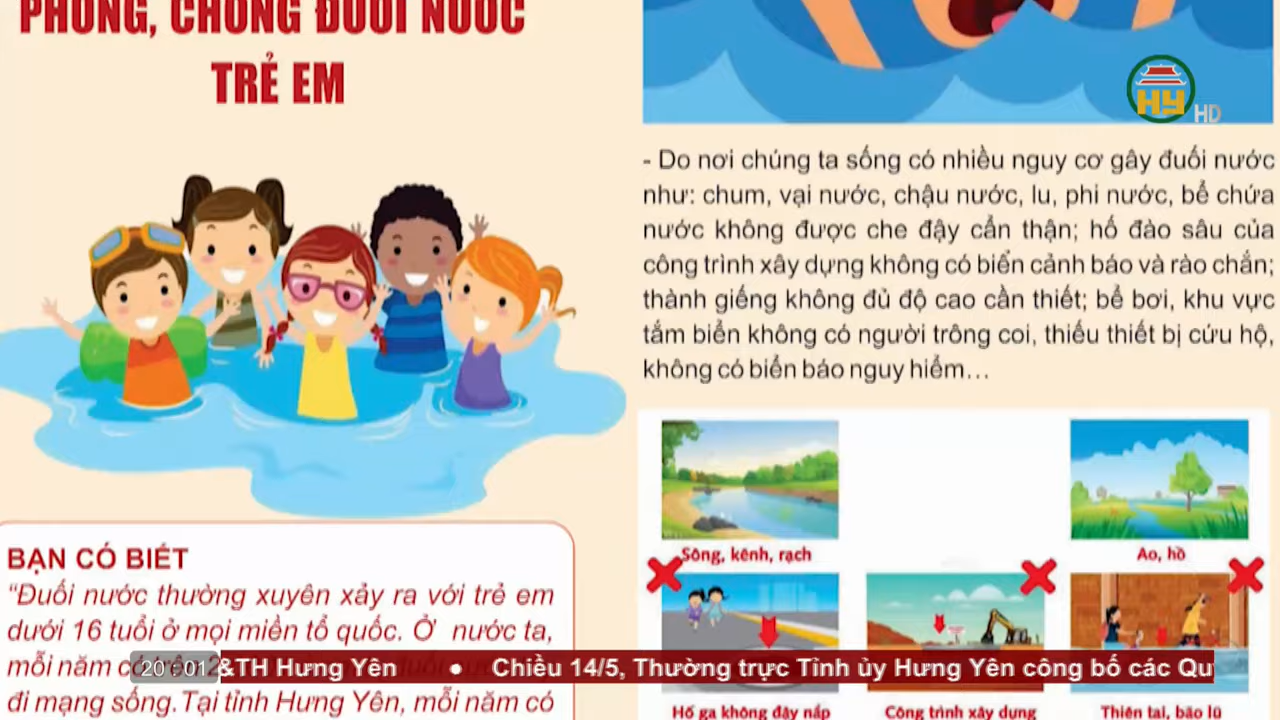 PHÒNG, CHỐNG ĐUỐI NƯỚC
TRẺ EM
BẠN CÓ BIẾT
“Đuối nước thường xuyên xảy ra với trẻ em
dưới 16 tuổi ở mọi miền tổ quốc. Ở nước ta,
mỗi năm có
đi mạng sống. Tại tỉnh Hưng Yên, mỗi năm có
HY HD
- Do nơi chúng ta sống có nhiều nguy cơ gây đuối nước
như: chum, vại nước, chậu nước, lu, phi nước, bể chứa
nước không được che đậy cẩn thận; hố đào sâu của
công trình xây dựng không có biển cảnh báo và rào chắn;
thành giếng không đủ độ cao cần thiết; bể bơi, khu vực
tắm biển không có người trông coi, thiếu thiết bị cứu hộ,
không có biển báo nguy hiểm…
Sông, kênh, rạch
Ao, hồ
Hố ga không đậy nắp
Công trình xây dựng
Thiên tai, bão lũ
20:01 &TH Hưng Yên ● Chiều 14/5, Thường trực Tỉnh ủy Hưng Yên công bố các